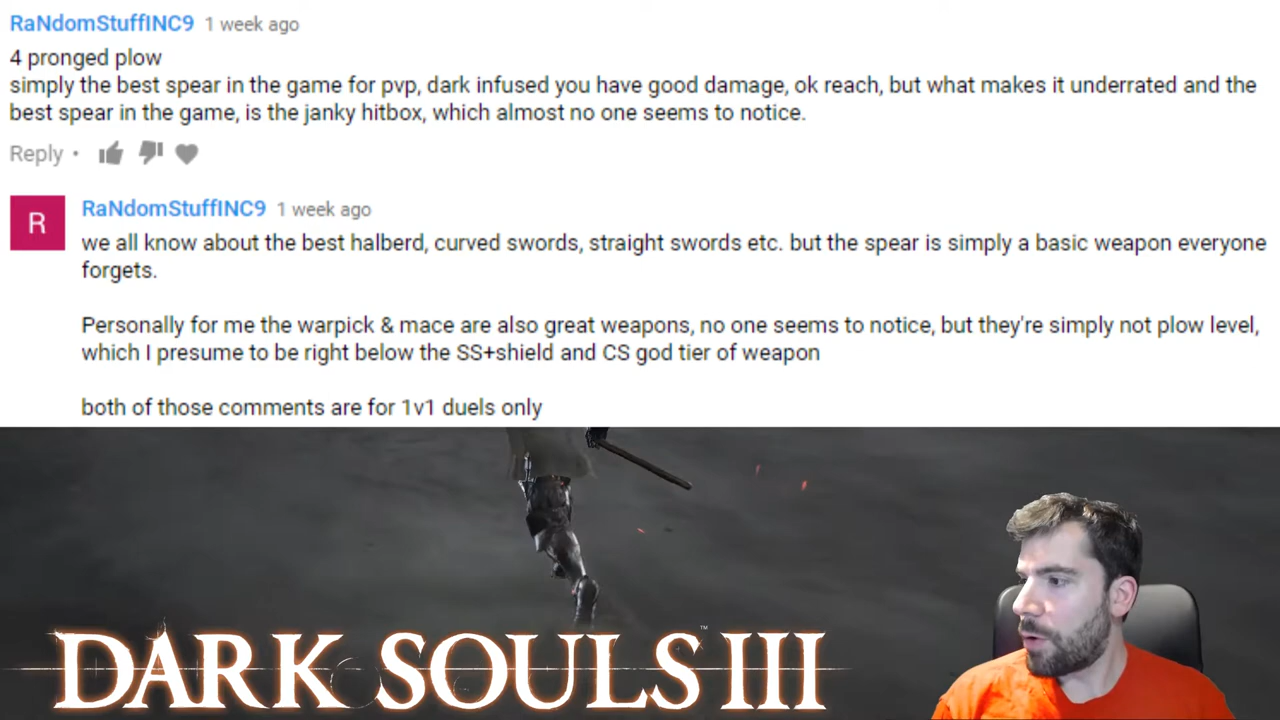 RaNdomStuffINC9 1 week ago
4 pronged plow
simply the best spear in the game for pvp, dark infused you have good damage, ok reach, but what makes it underrated and the
best spear in the game, is the janky hitbox, which almost no one seems to notice.
Reply •
R
RaNdomStuffINC9 1 week ago
we all know about the best halberd, curved swords, straight swords etc. but the spear is simply a basic weapon everyone
forgets.
Personally for me the warpick & mace are also great weapons, no one seems to notice, but they're simply not plow level,
which I presume to be right below the SS+shield and CS god tier of weapon
both of those comments are for 1v1 duels only
DARK SOULS III ™